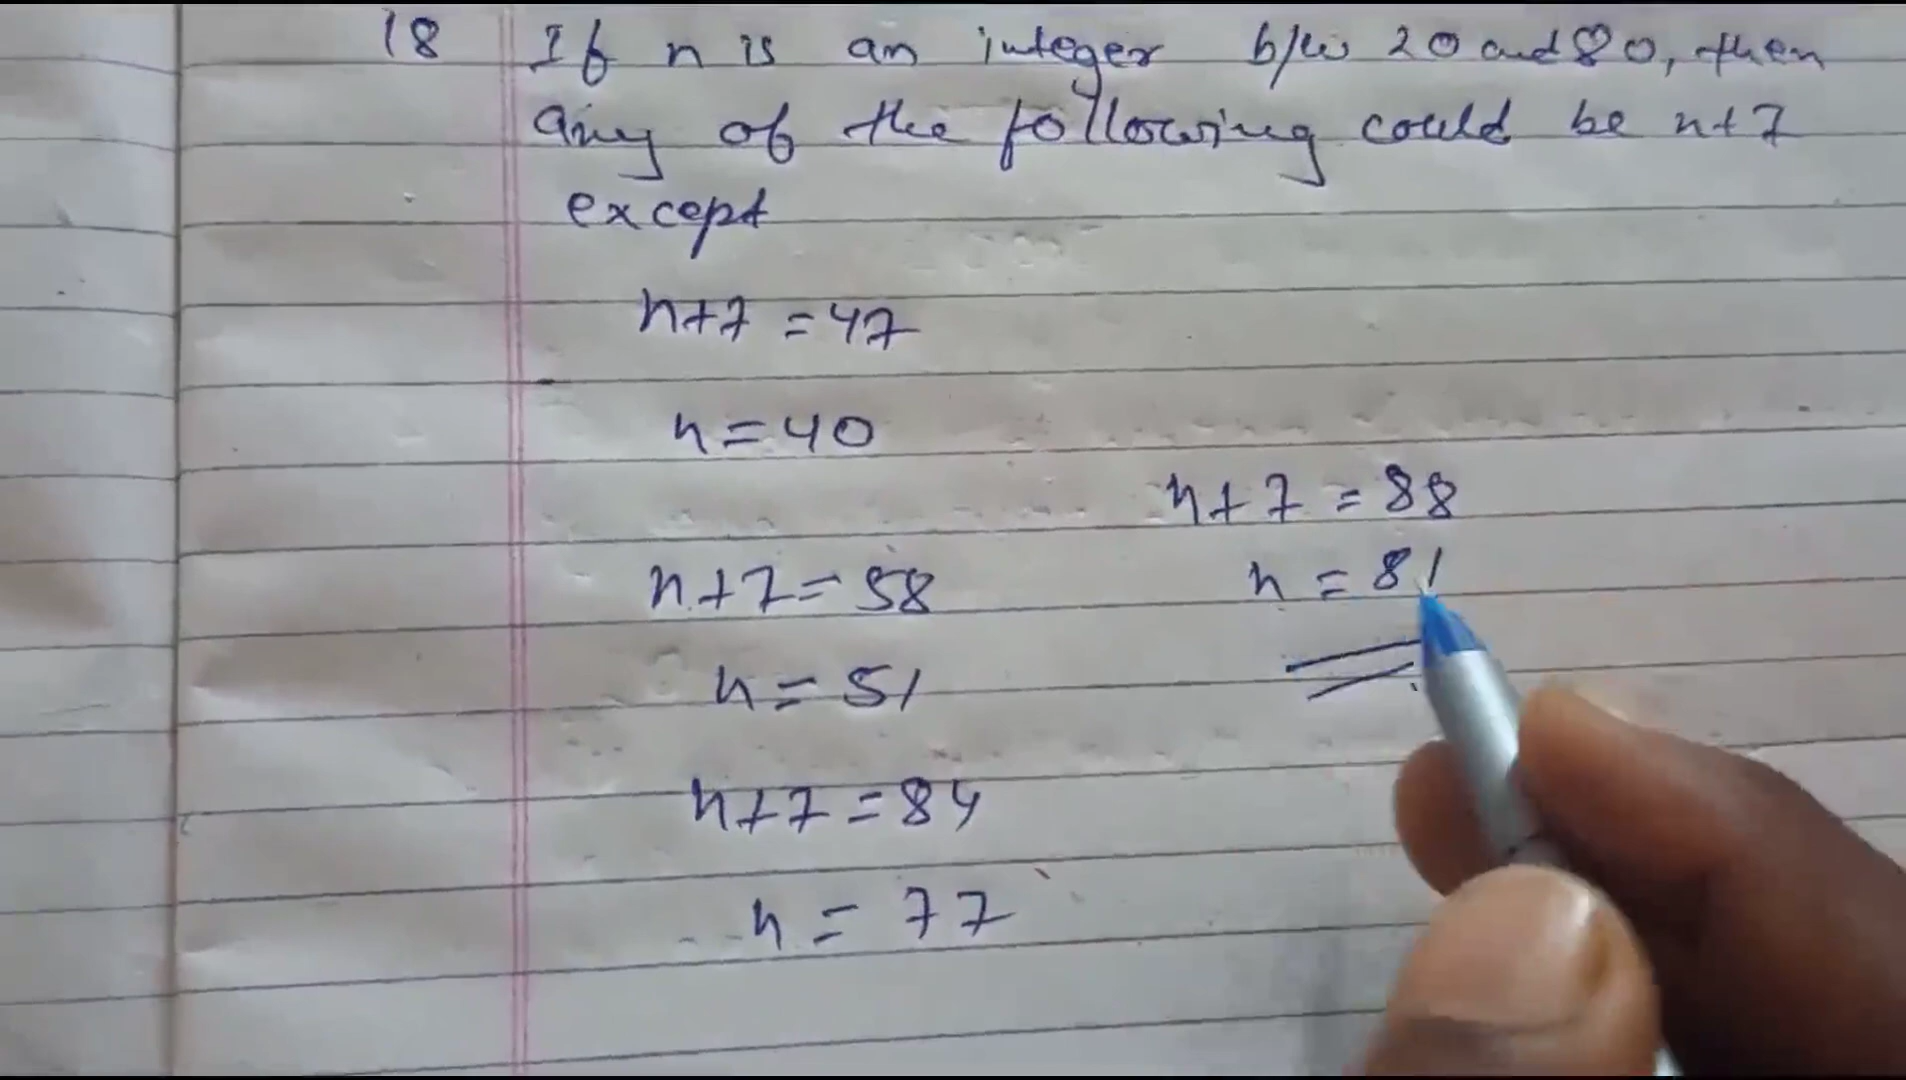 18 If n is an integer b/w 20 and 80, then
any of the following could be n+7
except
n+7 = 47
n = 40
n+7 = 58
n = 51
n+7 = 84
n = 77
n+7 = 88
n = 81